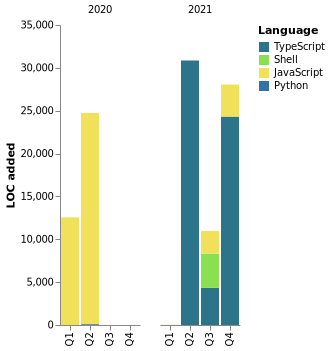 2020
2021
Language
TypeScript
Shell
JavaScript
Python
LOC added
35,000
30,000
25,000
20,000
15,000
10,000
5,000
0
Q1
Q2
Q3
Q4
Q1
Q2
Q3
Q4